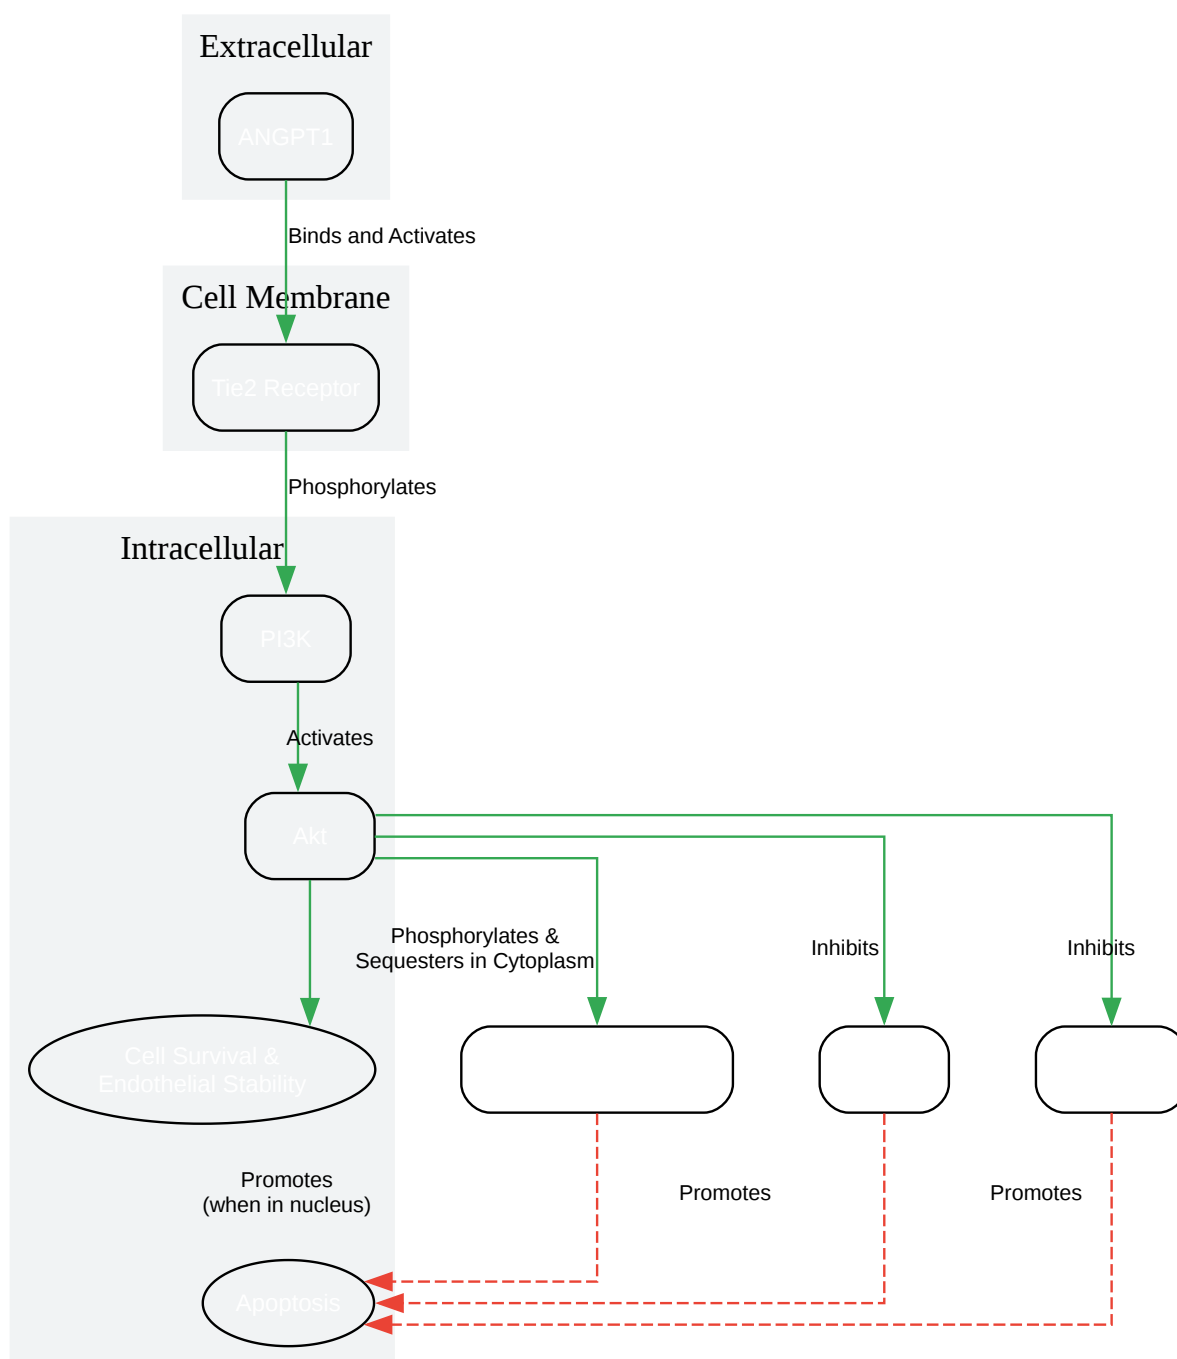 Extracellular
ANGPT1
Binds and Activates
Cell Membrane
Tie2 Receptor
Phosphorylates
Intracellular
PI3K
Activates
Akt
Phosphorylates &
Sequesters in Cytoplasm
Inhibits
Inhibits
Cell Survival &
Endothelial Stability
Promotes
(when in nucleus)
Promotes
Promotes
Apoptosis